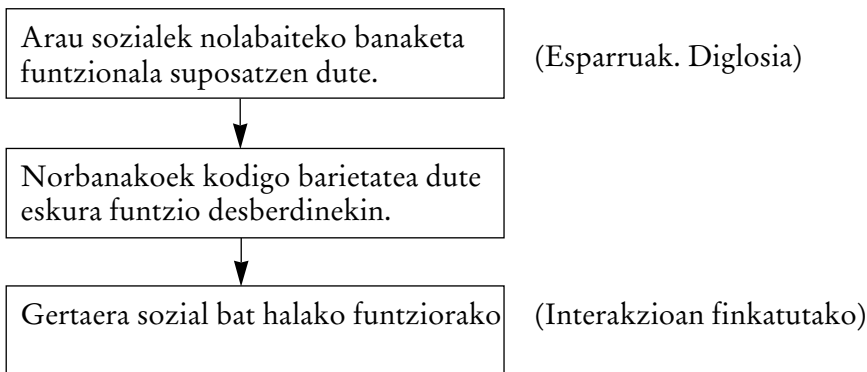 Arau sozialek nolabaiteko banaketa
funtzionala suposatzen dute.
(Esparruak. Diglosia)
Norbanakoek kodigo barietatea dute
eskura funtzio desberdinekin.
Gertaera sozial bat halako funtziorako
(Interakzioan finkatutako)